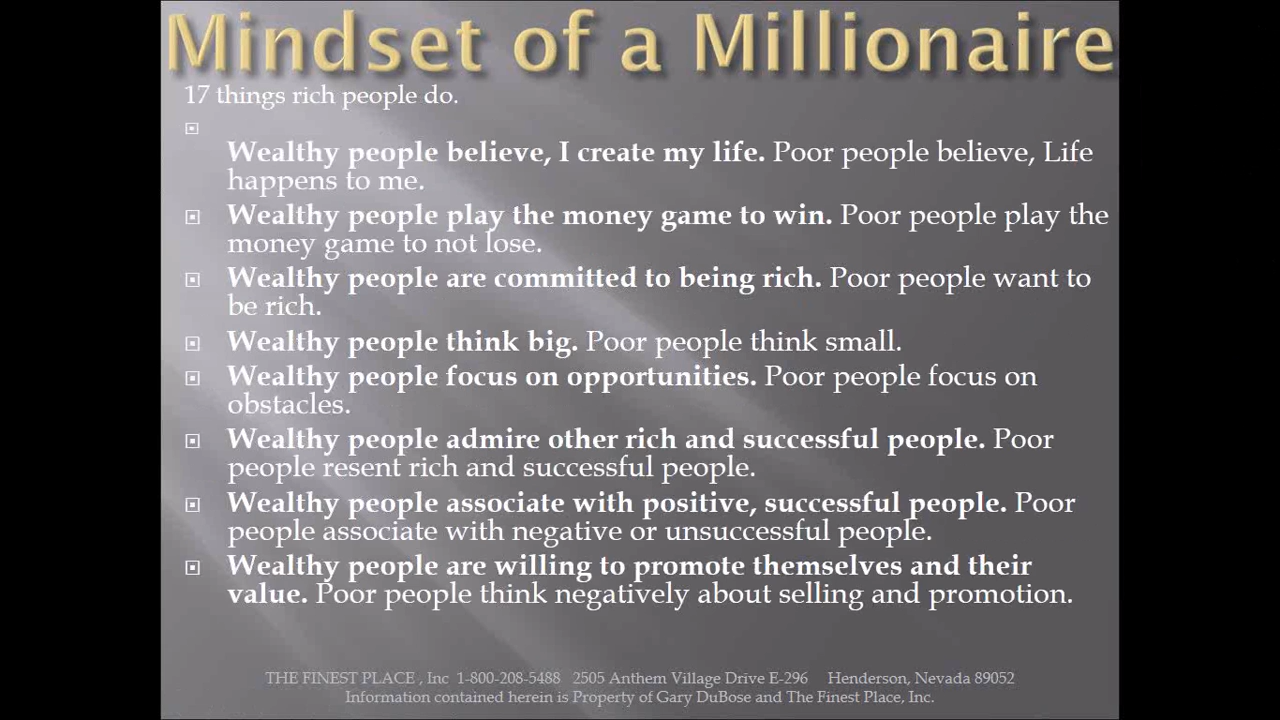 Mindset of a Millionaire
17 things rich people do.
Wealthy people believe, I create my life. Poor people believe, Life
happens to me.
Wealthy people play the money game to win. Poor people play the
money game to not lose.
Wealthy people are committed to being rich. Poor people want to
be rich.
Wealthy people think big. Poor people think small.
Wealthy people focus on opportunities. Poor people focus on
obstacles.
Wealthy people admire other rich and successful people. Poor
people resent rich and successful people.
Wealthy people associate with positive, successful people. Poor
people associate with negative or unsuccessful people.
Wealthy people are willing to promote themselves and their
value. Poor people think negatively about selling and promotion.
THE FINEST PLACE , Inc 1-800-208-5488 2505 Anthem Village Drive E-296 Henderson, Nevada 89052
Information contained herein is Property of Gary DuBose and The Finest Place, Inc.